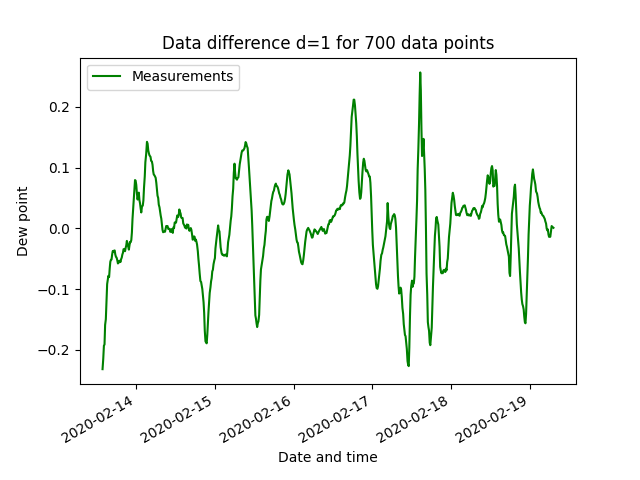 Data difference d=1 for 700 data points
Measurements
Dew point
0.2
0.1
0.0
−0.1
−0.2
2020-02-14
2020-02-15
2020-02-16
2020-02-17
2020-02-18
2020-02-19
Date and time